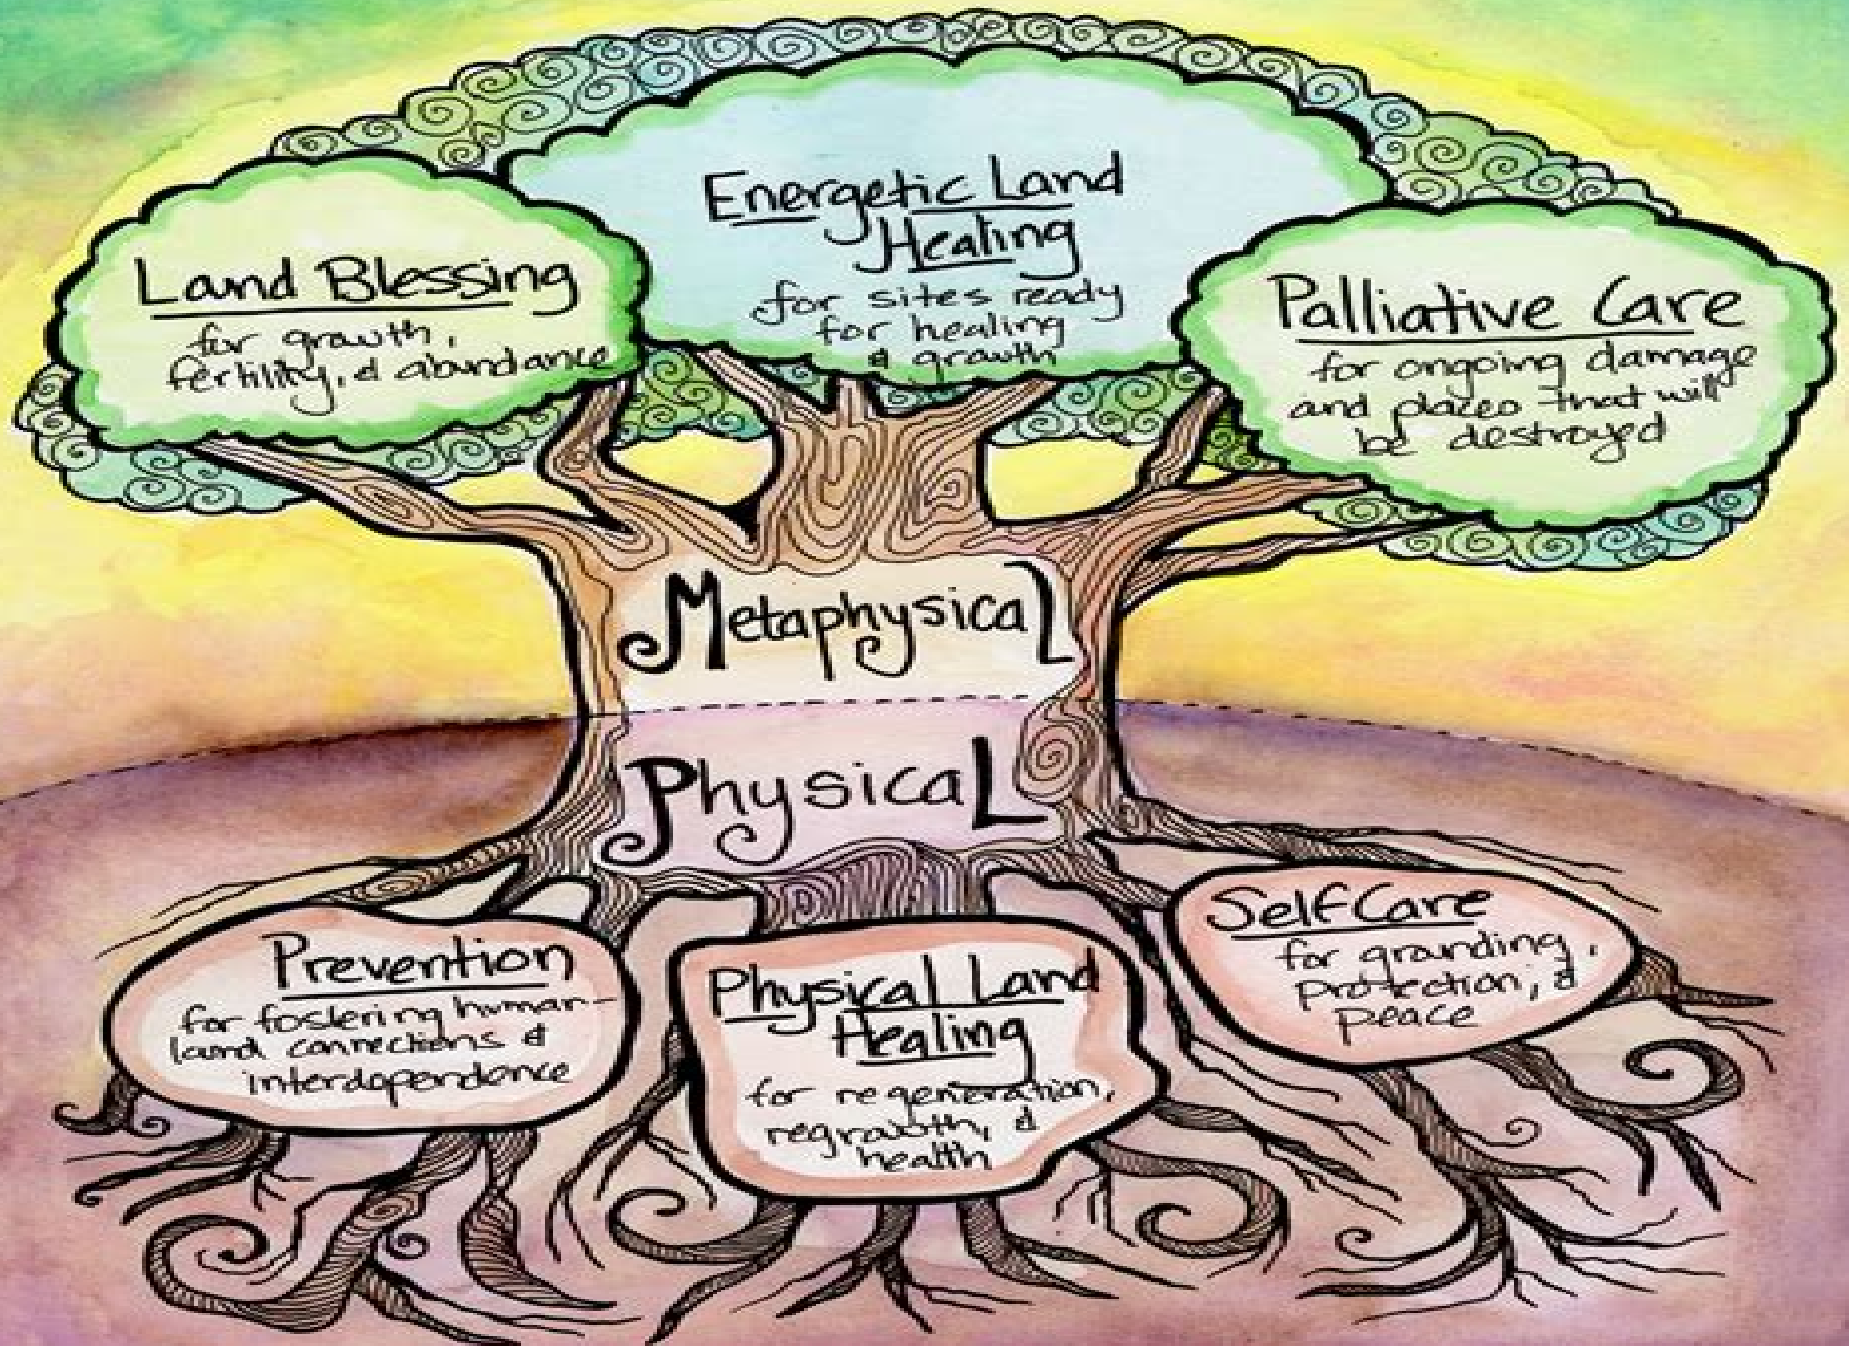 Energetic Land
Healing
for sites ready
for healing
& growth
Land Blessing
for growth,
fertility, & abundance
Palliative Care
for ongoing damage
and places that will
be destroyed
Metaphysical
Physical
Prevention
for fostering human-
land connections &
interdependence
Physical Land
Healing
for regeneration,
regrowth, &
health
Self Care
for grounding,
protection, &
peace